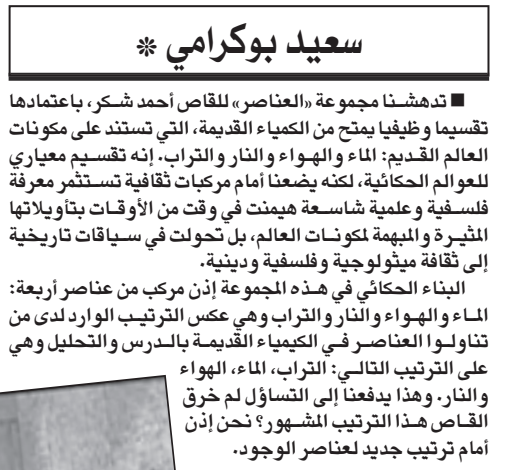 سعيد بوكرامي *
■ تدهشنا مجموعة «العناصر» للقاص أحمد شكر، باعتمادها
تقسيما وظيفيا يمتح من الكمياء القديمة، التي تستند على مكونات
العالم القديم: الماء والهواء والنار والتراب. إنه تقسيم معياري
للعوالم الحكائية، لكنه يضعنا أمام مركبات ثقافية تستثمر معرفة
فلسفية وعلمية شاسعة هيمنت في وقت من الأوقات بتأويلاتها
المثيرة والمبهمة لمكونات العالم، بل تحولت في سياقات تاريخية
إلى ثقافة ميثولوجية وفلسفية ودينية.
البناء الحكائي في هذه المجموعة إذن مركب من عناصر أربعة:
الماء والهواء والنار والتراب وهي عكس الترتيب الوارد لدى من
تناولوا العناصر في الكيمياء القديمة بالدرس والتحليل وهي
على الترتيب التالي: التراب، الماء، الهواء
والنار. وهذا يدفعنا إلى التساؤل لم خرق
القاص هذا الترتيب المشهور؟ نحن إذن
أمام ترتيب جديد لعناصر الوجود.